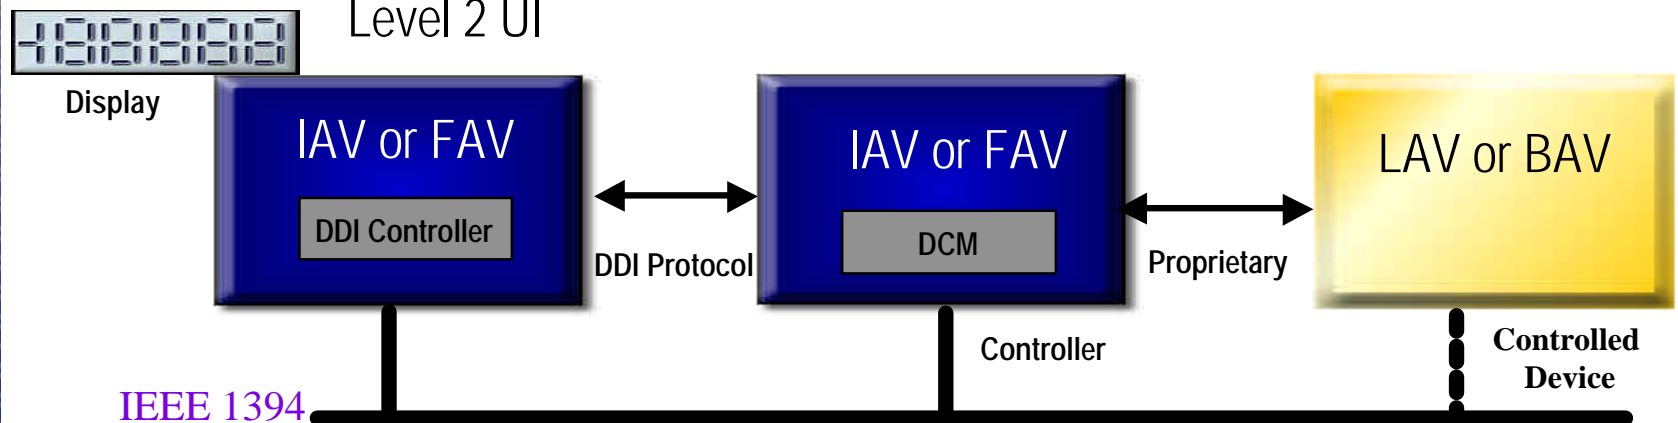 Level 2 UI
Display
IAV or FAV
DDI Controller
DDI Protocol
IAV or FAV
DCM
Controller
Proprietary
LAV or BAV
Controlled
Device
IEEE 1394